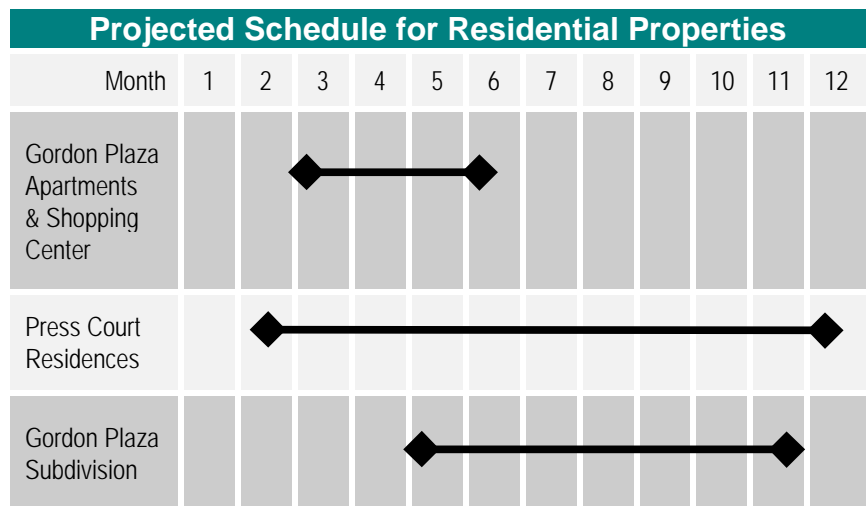 Projected Schedule for Residential Properties
Month 1 2 3 4 5 6 7 8 9 10 11 12
Gordon Plaza
Apartments
& Shopping
Center
Press Court
Residences
Gordon Plaza
Subdivision